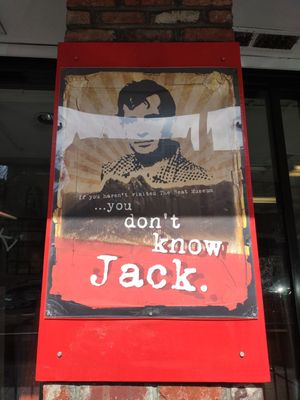 If you haven't visited The Beat Museum
...you
don't
know
Jack.